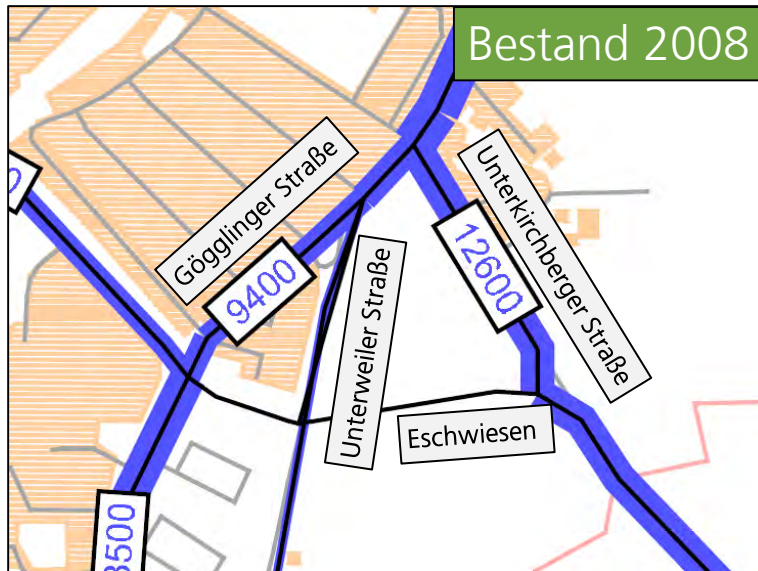 Bestand 2008
Gögglinger Straße
Unterkirchberger Straße
9400
12600
Unterweiler Straße
Eschwiesen